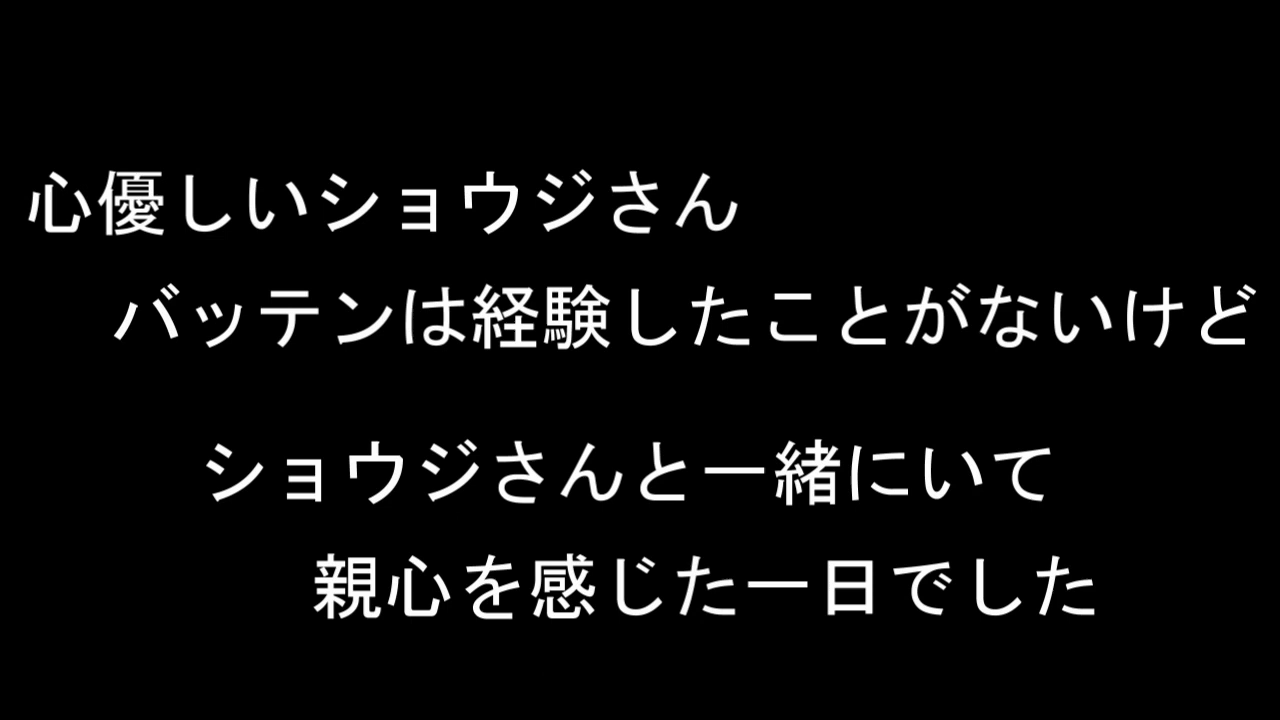 心優しいショウジさん
バッテンは経験したことがないけど
ショウジさんと一緒にいて
親心を感じた一日でした